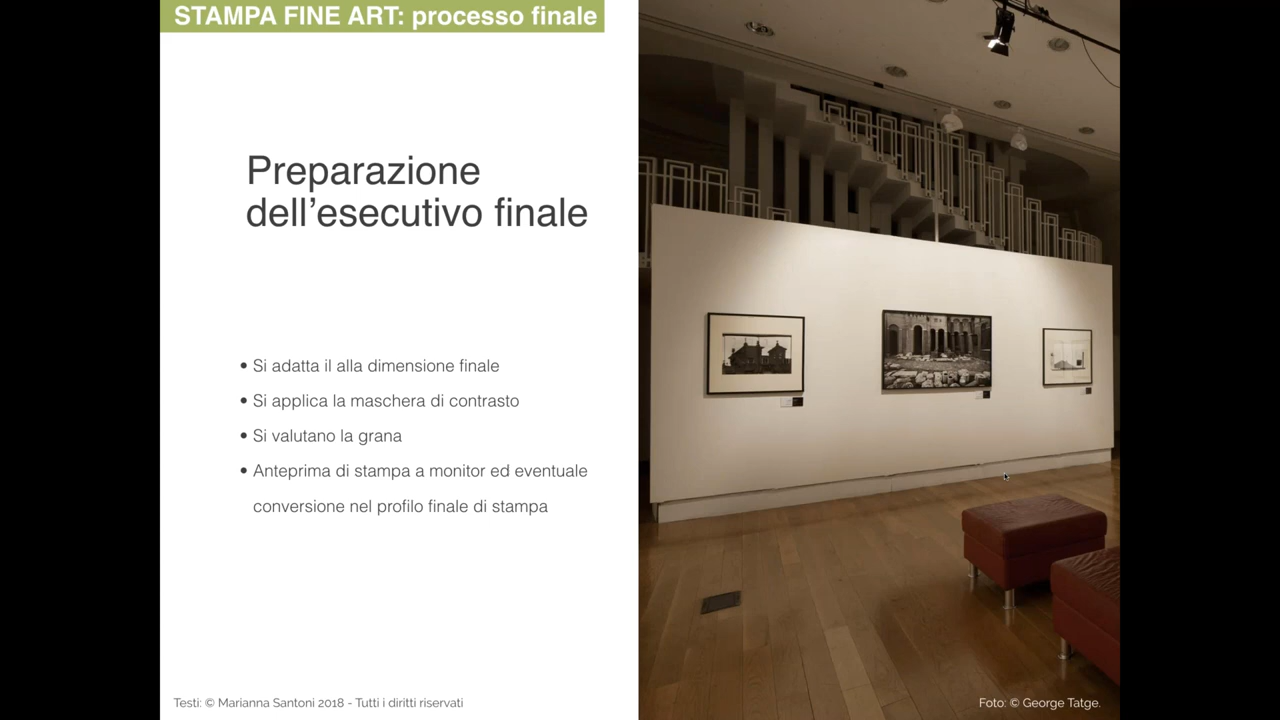 STAMPA FINE ART: processo finale
Preparazione
dell’esecutivo finale
• Si adatta il alla dimensione finale
• Si applica la maschera di contrasto
• Si valutano la grana
• Anteprima di stampa a monitor ed eventuale
conversione nel profilo finale di stampa
Testi: © Marianna Santoni 2018 - Tutti i diritti riservati
Foto: © George Tatge.